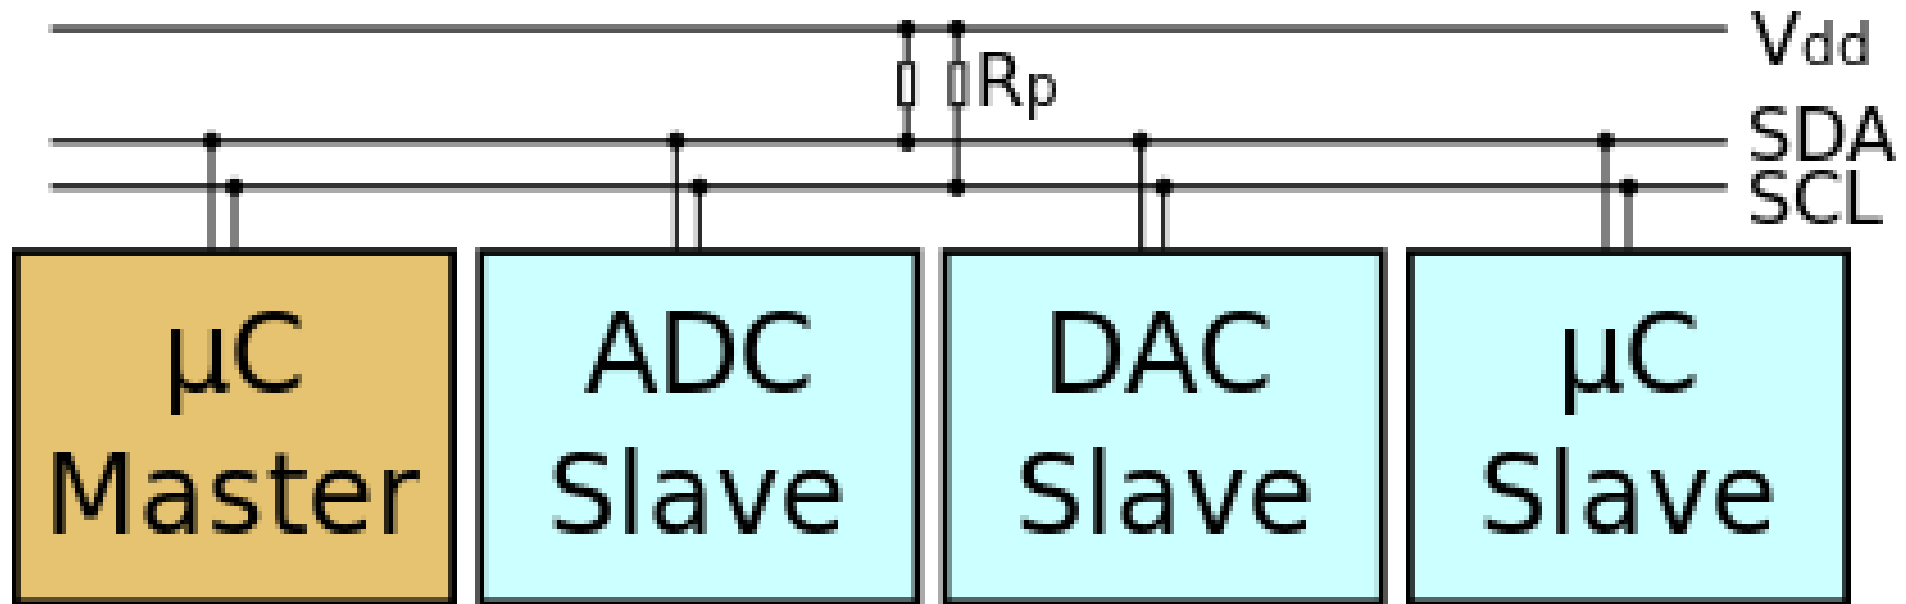 Vdd
Rp
SDA
SCL
µC
Master
ADC
Slave
DAC
Slave
µC
Slave